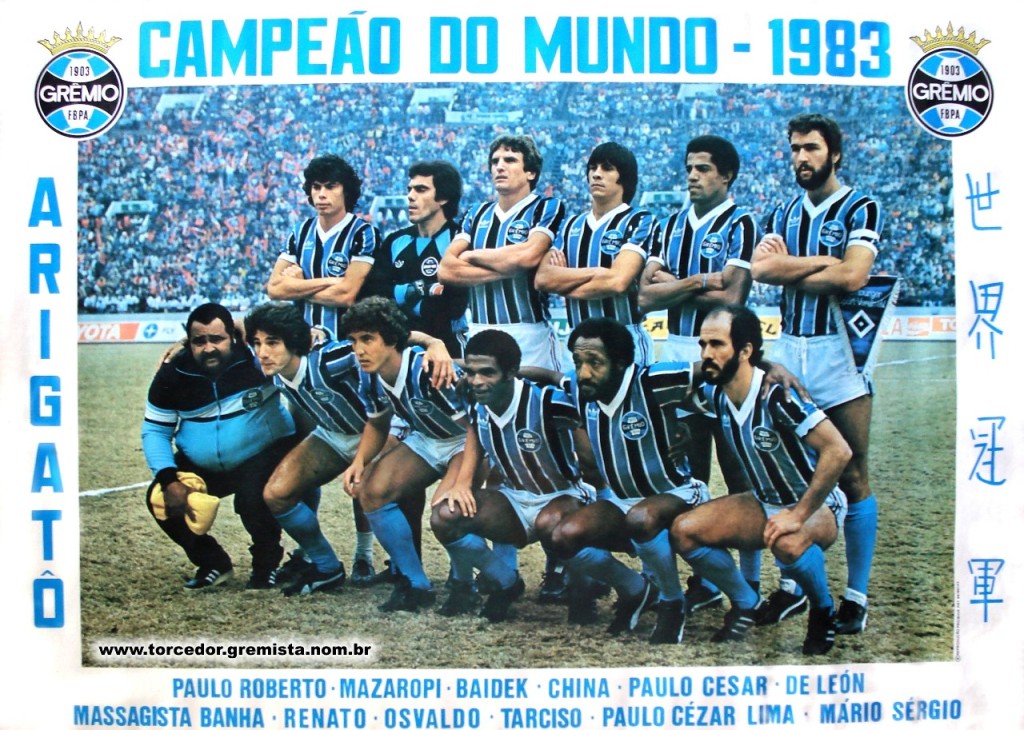 CAMPEÃO DO MUNDO - 1983
1903
GRÊMIO
FBPA
1903
GRÊMIO
FBPA
ARIGATÔ
世界冠軍
TOYOTA
www.torcedor.gremista.nom.br
PAULO ROBERTO · MAZAROPI · BAIDEK · CHINA · PAULO CESAR · DE LEÓN
MASSAGISTA BANHA · RENATO · OSVALDO · TARCISO · PAULO CÉZAR LIMA · MÁRIO SÉRGIO